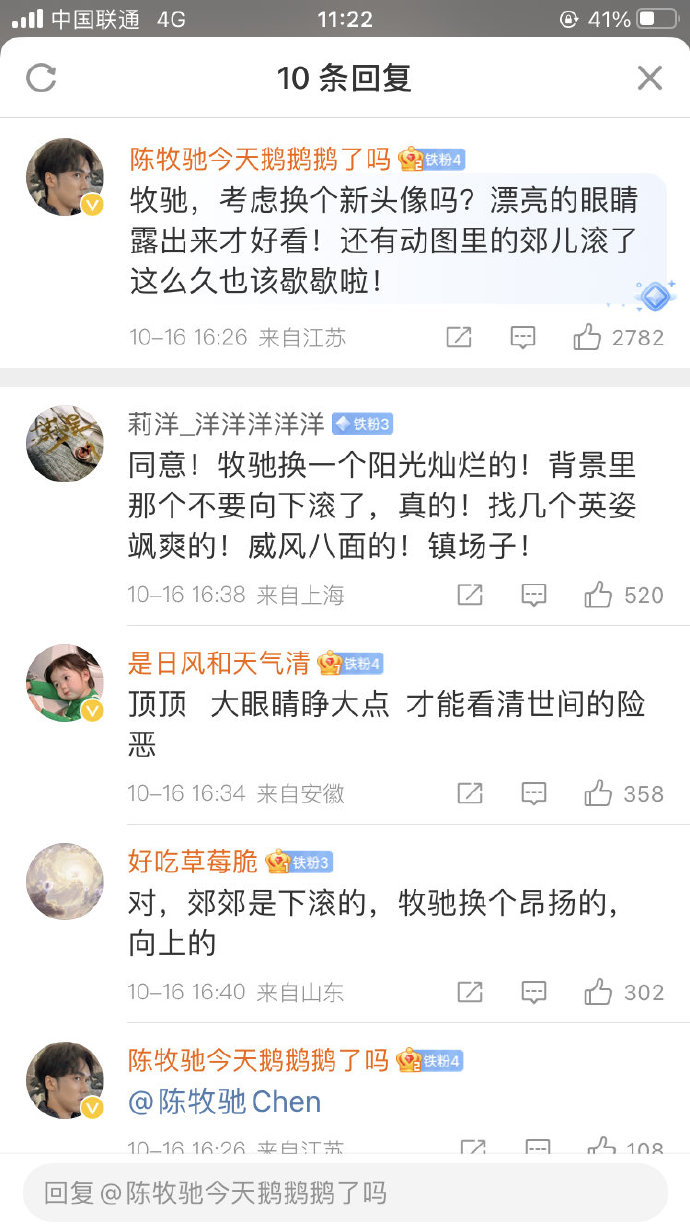 中国联通 4G 11:22 41%
10 条回复
陈牧驰今天鹅鹅鹅了吗 2 铁粉4
牧驰，考虑换个新头像吗？漂亮的眼睛
露出来才好看！还有动图里的郊儿滚了
这么久也该歇歇啦！
10-16 16:26 来自江苏 2782
莉洋_洋洋洋洋洋 铁粉3
同意！牧驰换一个阳光灿烂的！背景里
那个不要向下滚了，真的！找几个英姿
飒爽的！威风八面的！镇场子！
10-16 16:38 来自上海 520
是日风和天气清 2 铁粉4
顶顶 大眼睛睁大点 才能看清世间的险
恶
10-16 16:34 来自安徽 358
好吃草莓脆 铁粉3
对，郊郊是下滚的，牧驰换个昂扬的，
向上的
10-16 16:40 来自山东 302
陈牧驰今天鹅鹅鹅了吗 2 铁粉4
@陈牧驰Chen
10-16 16:26 来自江苏 108
回复@陈牧驰今天鹅鹅鹅了吗